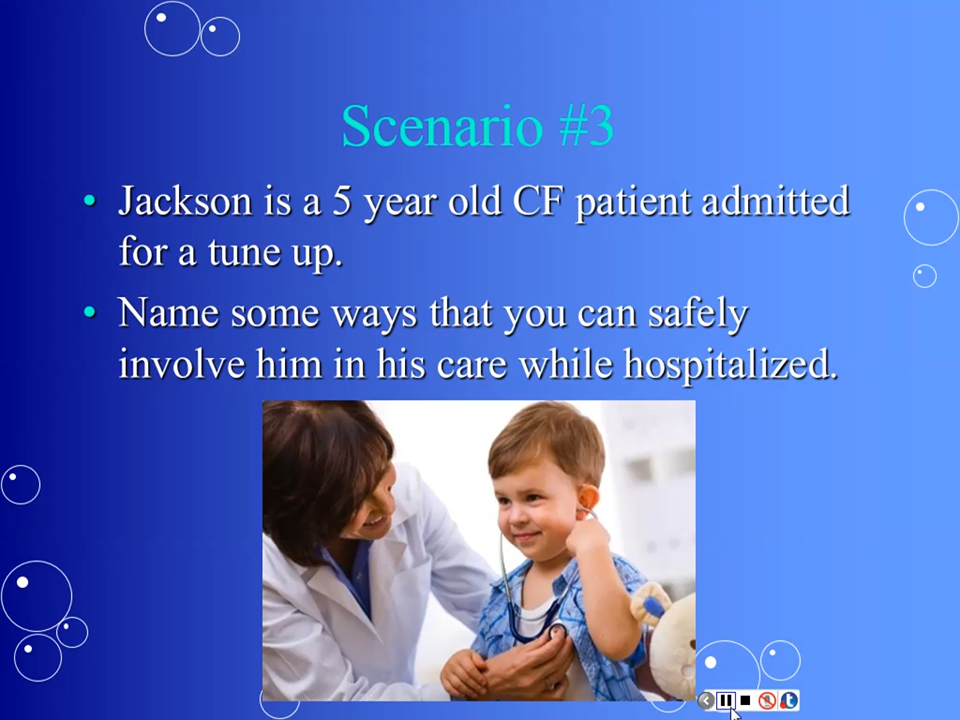 Scenario #3
• Jackson is a 5 year old CF patient admitted
for a tune up.
• Name some ways that you can safely
involve him in his care while hospitalized.